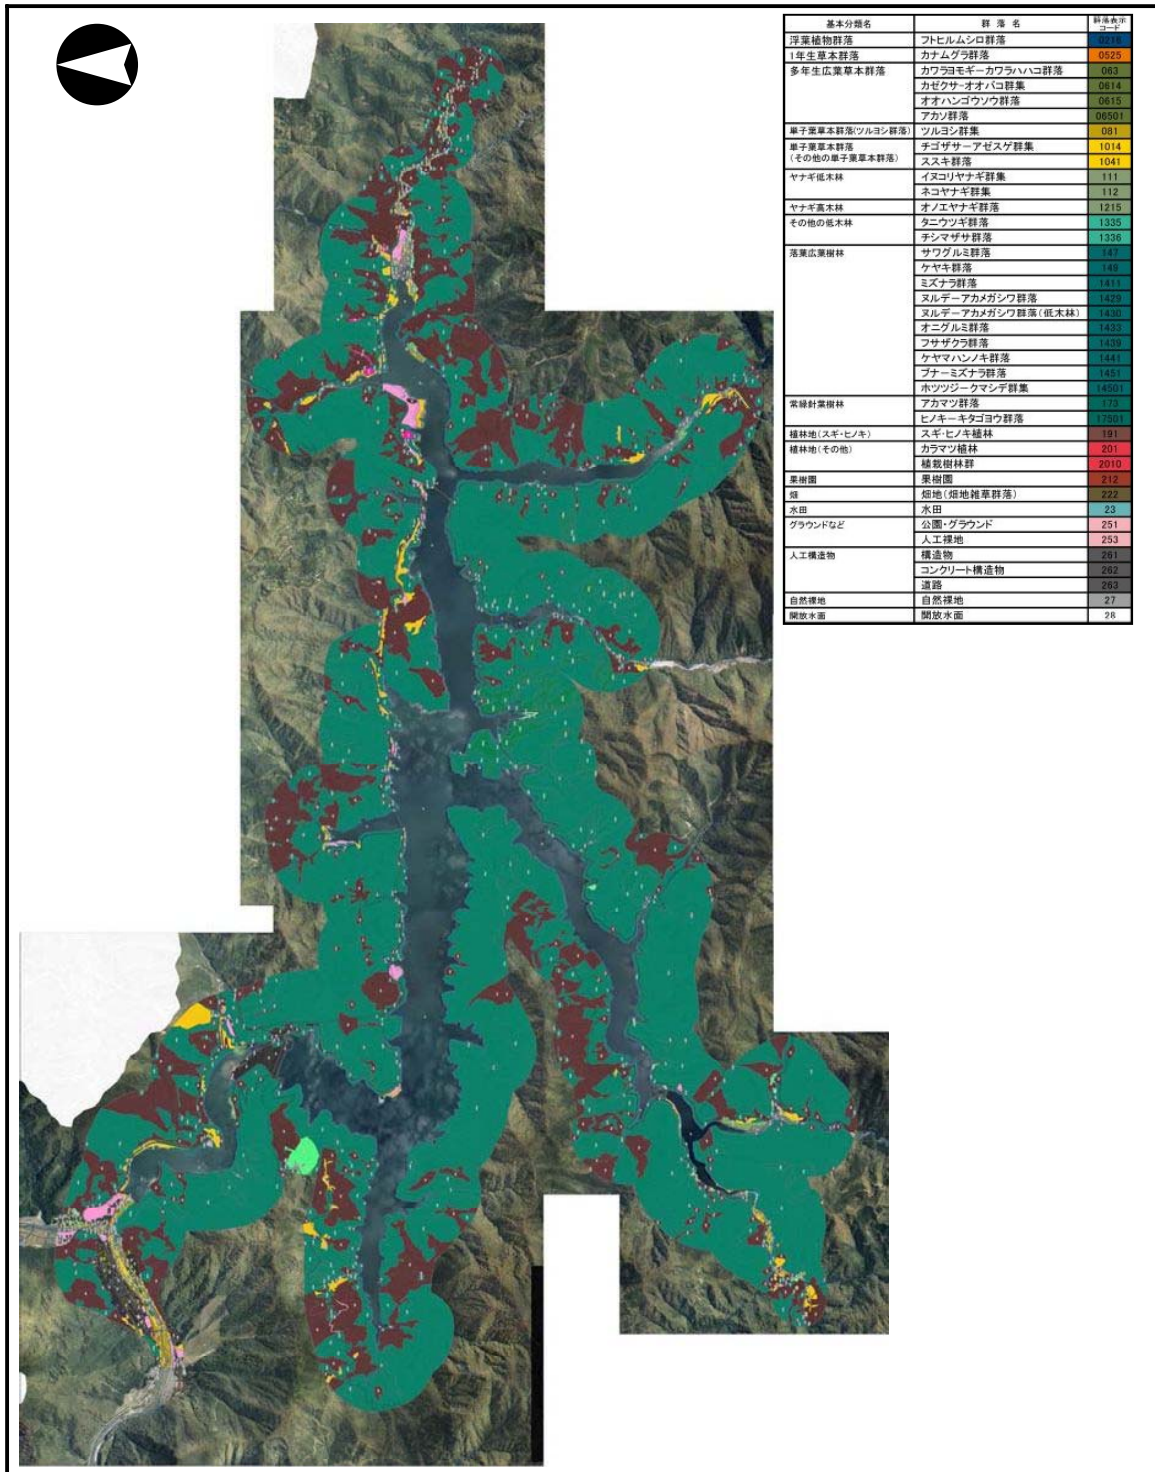 基本分類名 群落名 群落表示コード
浮葉植物群落 フトヒルムシロ群落 0216
1年生草本群落 カナムグラ群落 0525
多年生広葉草本群落 カワラヨモギーカワラハハコ群落 063
カゼクサ-オオバコ群集 0614
オオハンゴウソウ群落 0615
アカソ群落 06501
単子葉草本群落(ツルヨシ群落) ツルヨシ群集 081
単子葉草本群落 チゴザサーアゼスゲ群集 1014
(その他の単子葉草本群落) ススキ群落 1041
ヤナギ低木林 イヌコリヤナギ群集 111
ネコヤナギ群集 112
ヤナギ高木林 オノエヤナギ群落 1215
その他の低木林 タニウツギ群落 1335
チシマザサ群落 1336
落葉広葉樹林 サワグルミ群落 147
ケヤキ群落 149
ミズナラ群落 1411
ヌルデーアカメガシワ群落 1429
ヌルデーアカメガシワ群落(低木林) 1430
オニグルミ群落 1433
フサザクラ群落 1439
ケヤマハンノキ群落 1441
ブナーミズナラ群落 1451
ホツツジークマシデ群集 14501
常緑針葉樹林 アカマツ群落 173
ヒノキーキタゴヨウ群落 17501
植林地(スギ・ヒノキ) スギ・ヒノキ植林 191
植林地(その他) カラマツ植林 201
植栽樹林群 2010
果樹園 果樹園 212
畑 畑地(畑地雑草群落) 222
水田 水田 23
グラウンドなど 公園・グラウンド 251
人工裸地 253
人工構造物 構造物 261
コンクリート構造物 262
道路 263
自然裸地 自然裸地 27
開放水面 開放水面 28